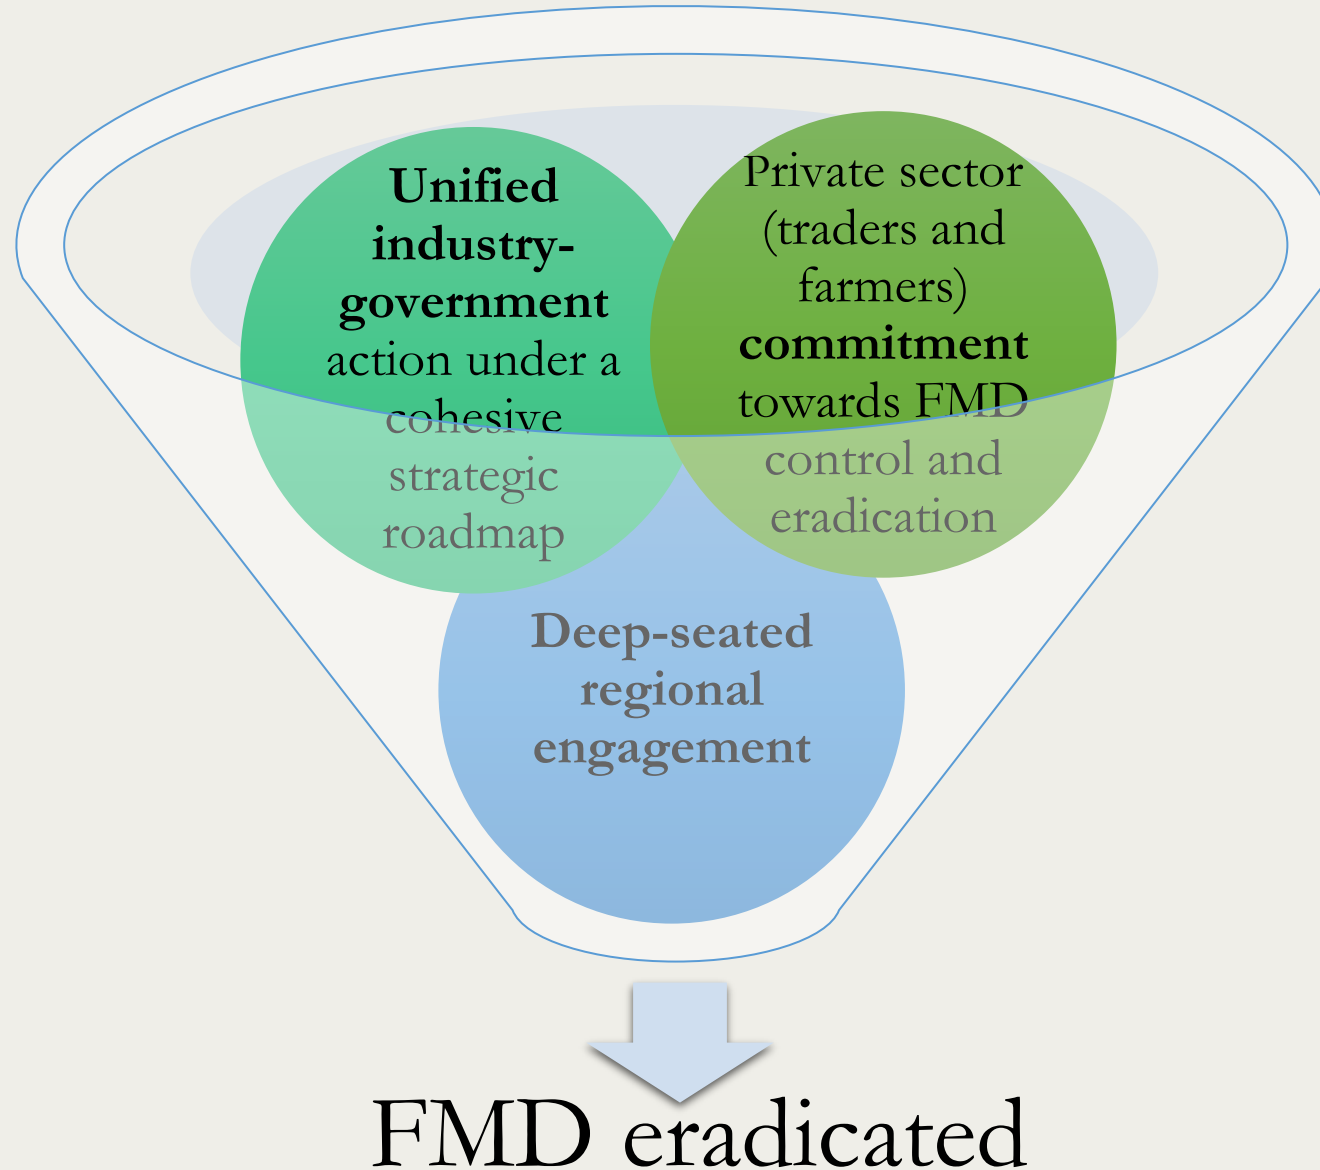 Unified
industry-
government
action under a
cohesive
strategic
roadmap
Private sector
(traders and
farmers)
commitment
towards FMD
control and
eradication
Deep-seated
regional
engagement
FMD eradicated